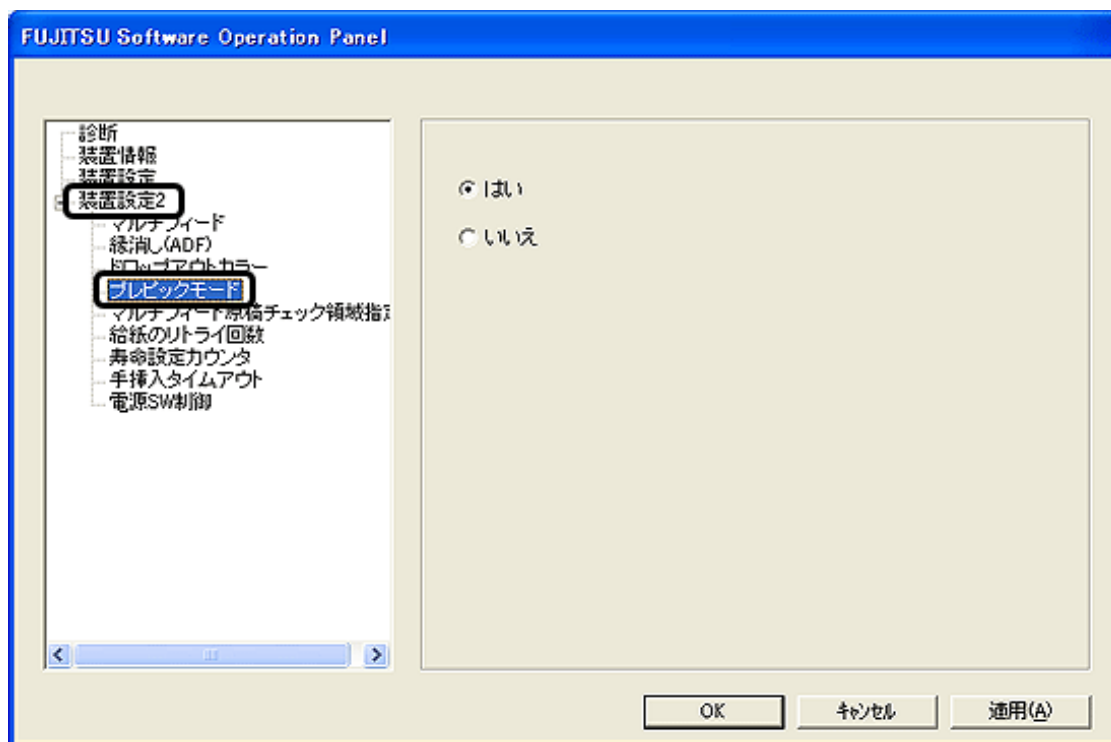 FUJITSU Software Operation Panel
診断
装置情報
装置設定
装置設定2
マルチフィード
縁消し(ADF)
ドロップアウトカラー
プレピックモード
マルチフィード原稿チェック領域指定
給紙のリトライ回数
寿命設定カウンタ
手挿入タイムアウト
電源SW制御
はい
いいえ
OK
キャンセル
適用(A)